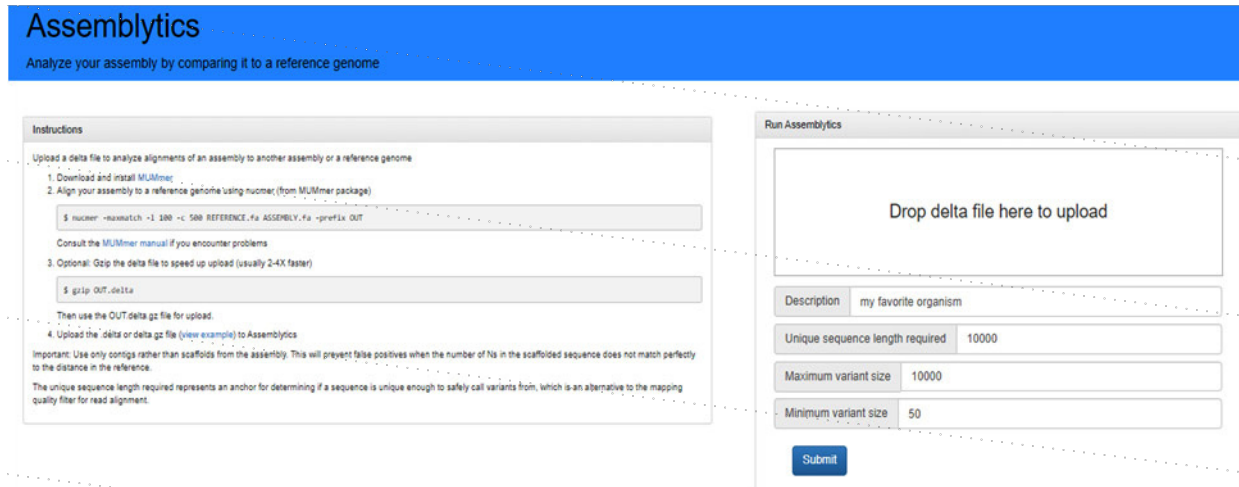 Assemblytics
Analyze your assembly by comparing it to a reference genome
Instructions
Upload a delta file to analyze alignments of an assembly to another assembly or a reference genome
1. Download and install MUMmer
2. Align your assembly to a reference genome using nucmer (from MUMmer package)
$ nucmer -maxmatch -l 100 -c 500 REFERENCE.fa ASSEMBLY.fa -prefix OUT
Consult the MUMmer manual if you encounter problems
3. Optional: Gzip the delta file to speed up upload (usually 2-4X faster)
$ gzip OUT.delta
Then use the OUT.delta.gz file for upload.
4. Upload the .delta or delta.gz file (view example) to Assemblytics
Important: Use only contigs rather than scaffolds from the assembly. This will prevent false positives when the number of Ns in the scaffolded sequence does not match perfectly
to the distance in the reference.
The unique sequence length required represents an anchor for determining if a sequence is unique enough to safely call variants from, which is an alternative to the mapping
quality filter for read alignment.
Run Assemblytics
Drop delta file here to upload
Description my favorite organism
Unique sequence length required 10000
Maximum variant size 10000
Minimum variant size 50
Submit